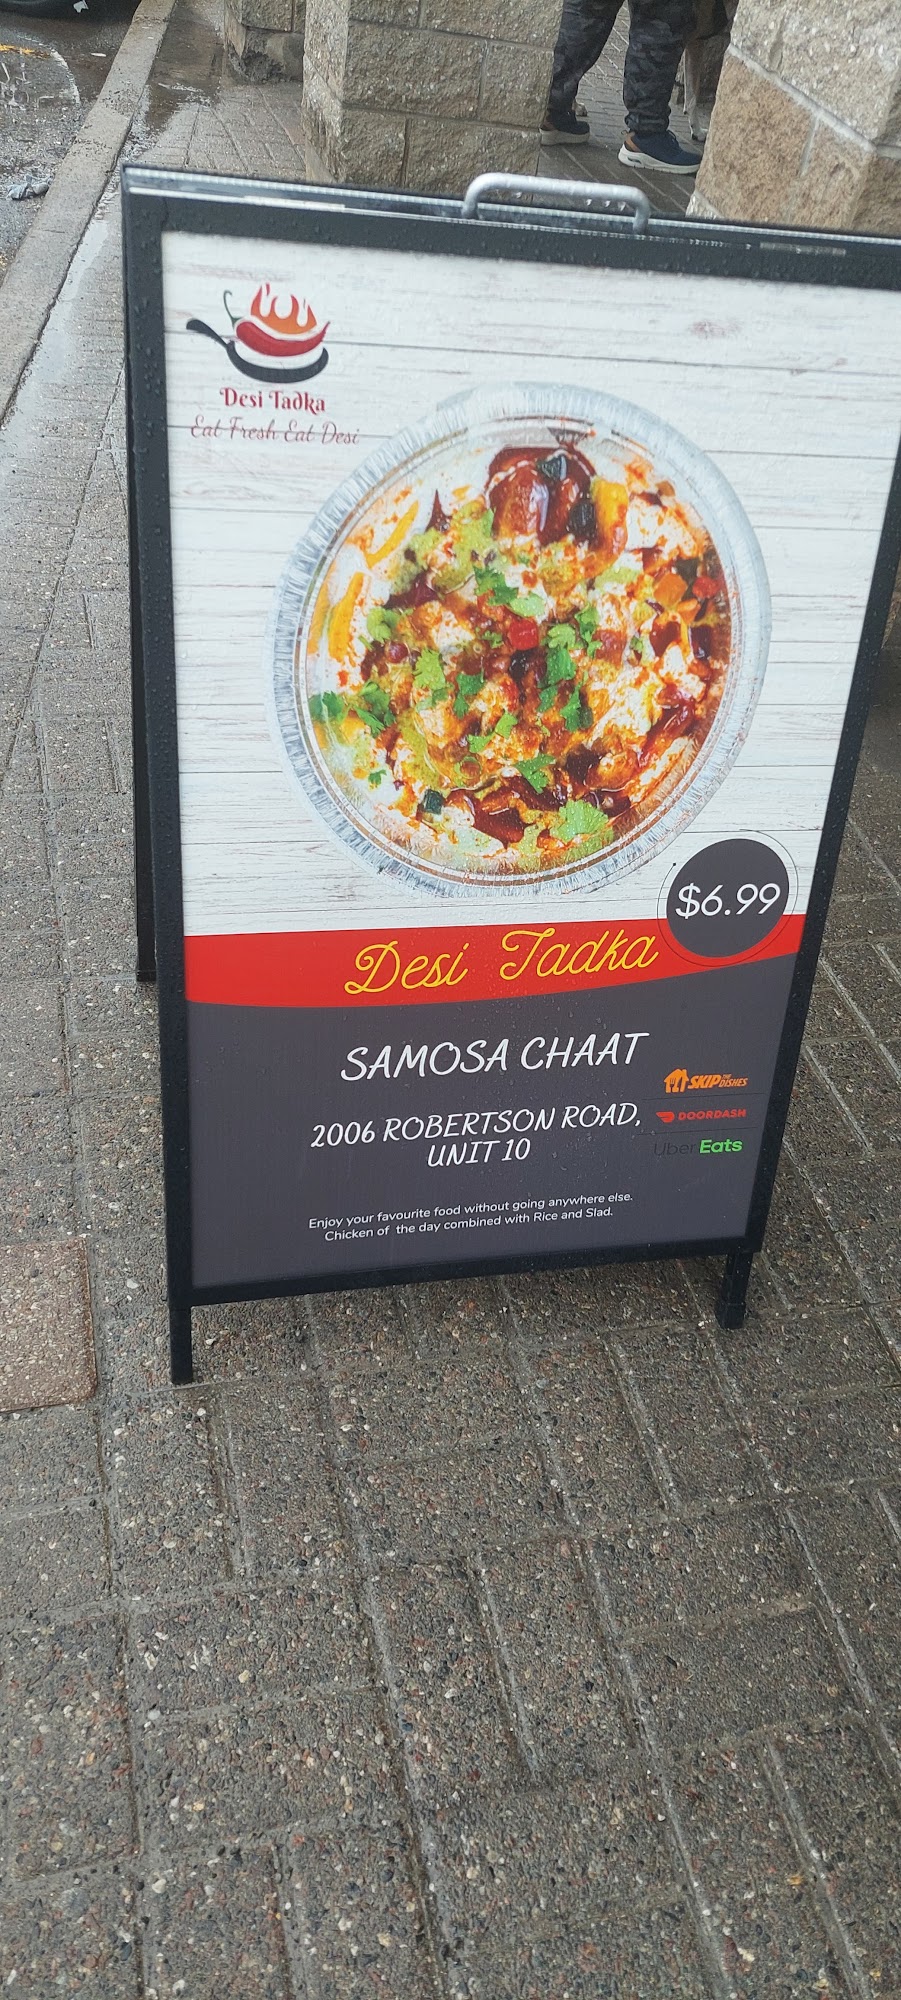 Desi Tadka
Eat Fresh Eat Desi
$6.99
Desi Tadka
SAMOSA CHAAT
2006 ROBERTSON ROAD,
UNIT 10
SKIP THE DISHES
DOORDASH
Uber Eats
Enjoy your favourite food without going anywhere else.
Chicken of the day combined with Rice and Slad.